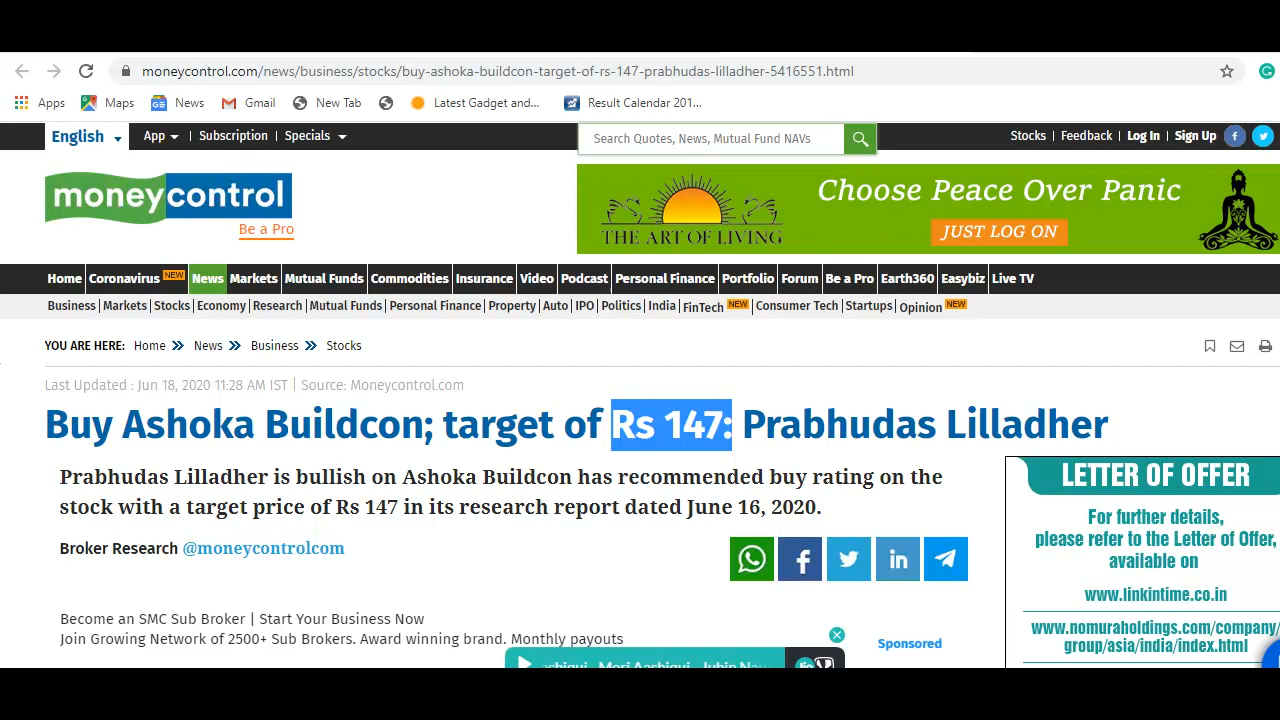 moneycontrol.com/news/business/stocks/buy-ashoka-buildcon-target-of-rs-147-prabhudas-lilladher-5416551.html
Apps Maps News Gmail New Tab Latest Gadget and... Result Calendar 201...
English App | Subscription | Specials Search Quotes, News, Mutual Fund NAVs Stocks | Feedback | Log In | Sign Up
moneycontrol
Be a Pro
THE ART OF LIVING
Choose Peace Over Panic
JUST LOG ON
Home Coronavirus NEW News Markets Mutual Funds Commodities Insurance Video Podcast Personal Finance Portfolio Forum Be a Pro Earth360 Easybiz Live TV
Business | Markets | Stocks | Economy | Research | Mutual Funds | Personal Finance | Property | Auto | IPO | Politics | India | FinTech NEW | Consumer Tech | Startups | Opinion NEW
YOU ARE HERE: Home News Business Stocks
Last Updated : Jun 18, 2020 11:28 AM IST | Source: Moneycontrol.com
Buy Ashoka Buildcon; target of Rs 147: Prabhudas Lilladher
Prabhudas Lilladher is bullish on Ashoka Buildcon has recommended buy rating on the
stock with a target price of Rs 147 in its research report dated June 16, 2020.
Broker Research @moneycontrolcom
Become an SMC Sub Broker | Start Your Business Now
Join Growing Network of 2500+ Sub Brokers. Award winning brand. Monthly payouts
Sponsored
LETTER OF OFFER
For further details,
please refer to the Letter of Offer,
available on
www.linkintime.co.in
www.nomuraholdings.com/company/
group/asia/india/index.html